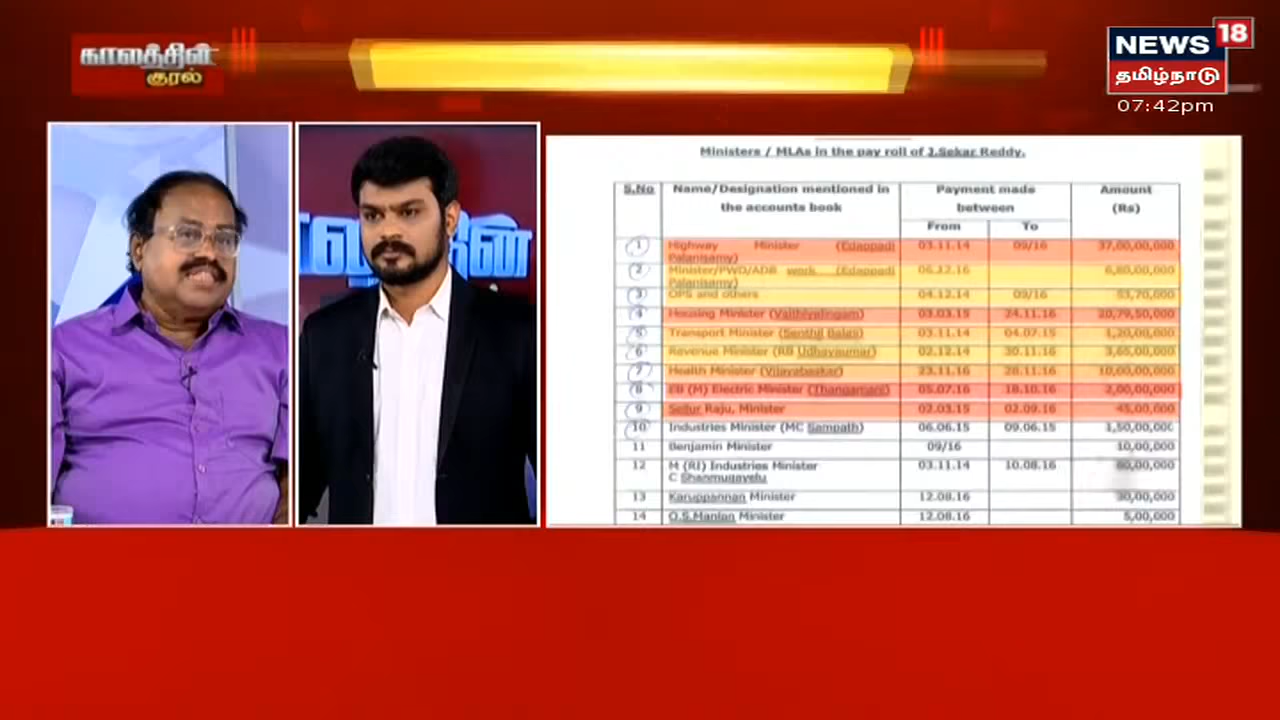 காலத்தின்
குரல்
NEWS 18
தமிழ்நாடு
07:42pm
Ministers / MLAs in the pay roll of J.Sekar Reddy.
S.No Name/Designation mentioned in the accounts book Payment made between Amount (Rs)
From To
1 Highway Minister (Edappadi Palanisamy) 03.11.14 09/16 37,00,00,000
2 Minister/PWD/ADB work (Edappadi Palanisamy) 06.12.16 6,80,00,000
3 OPS and others 04.12.14 09/16 53,70,000
4 Housing Minister (Vaithiyalingam) 03.03.15 24.11.16 20,79,50,000
5 Transport Minister (Senthil Balaji) 03.11.14 04.07.15 1,20,00,000
6 Revenue Minister (RB Udhayaumar) 02.12.14 30.11.16 3,65,00,000
7 Health Minister (Vijayabaskar) 23.11.16 28.11.16 10,00,00,000
8 EB (M) Electric Minister (Thangamani) 05.07.16 18.10.16 2,00,00,000
9 Sellur Raju, Minister 02.03.15 02.09.16 45,00,000
10 Industries Minister (MC Sampath) 06.06.15 09.06.15 1,50,00,000
11 Benjamin Minister 09/16 10,00,000
12 M (RI) Industries Minister C Shanmugavelu 03.11.14 10.08.16 80,00,000
13 Karuppannan Minister 12.08.16 30,00,000
14 O.S.Manian Minister 12.08.16 5,00,000